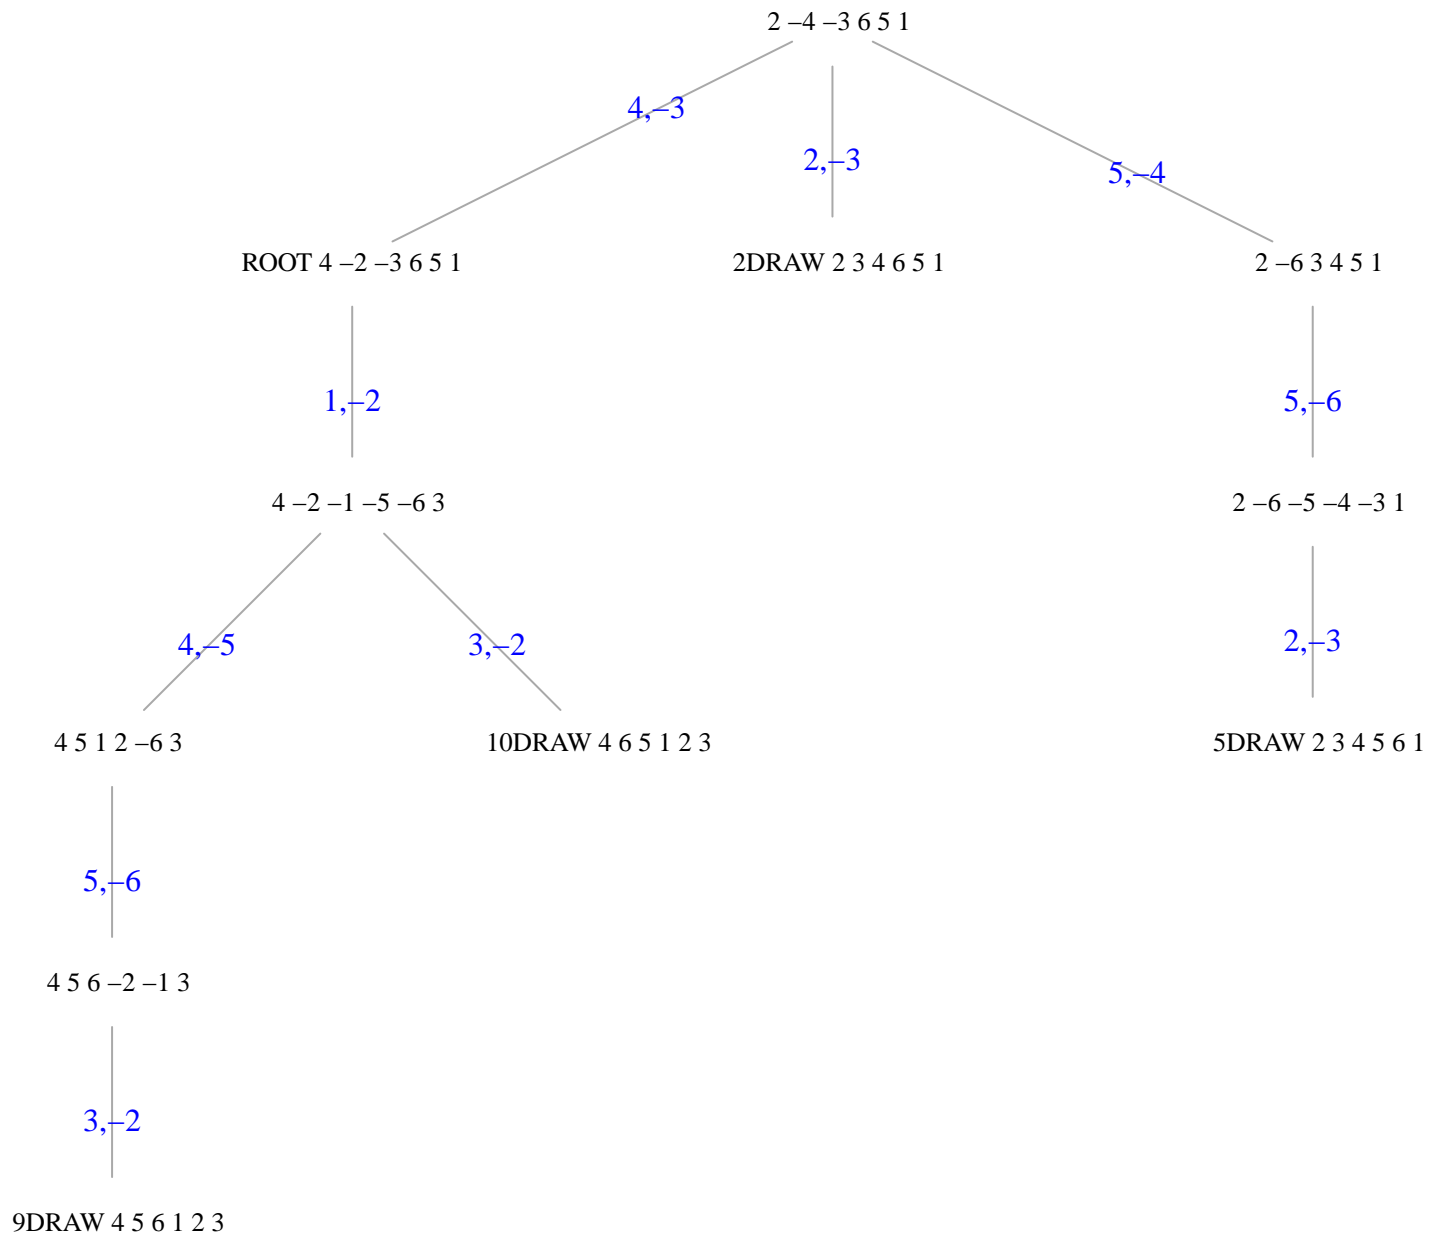 2 –4 –3 6 5 1
4,–3
2,–3
5,–4
ROOT 4 –2 –3 6 5 1
2DRAW 2 3 4 6 5 1
2 –6 3 4 5 1
1,–2
5,–6
4 –2 –1 –5 –6 3
2 –6 –5 –4 –3 1
4,–5
3,–2
2,–3
4 5 1 2 –6 3
10DRAW 4 6 5 1 2 3
5DRAW 2 3 4 5 6 1
5,–6
4 5 6 –2 –1 3
3,–2
9DRAW 4 5 6 1 2 3